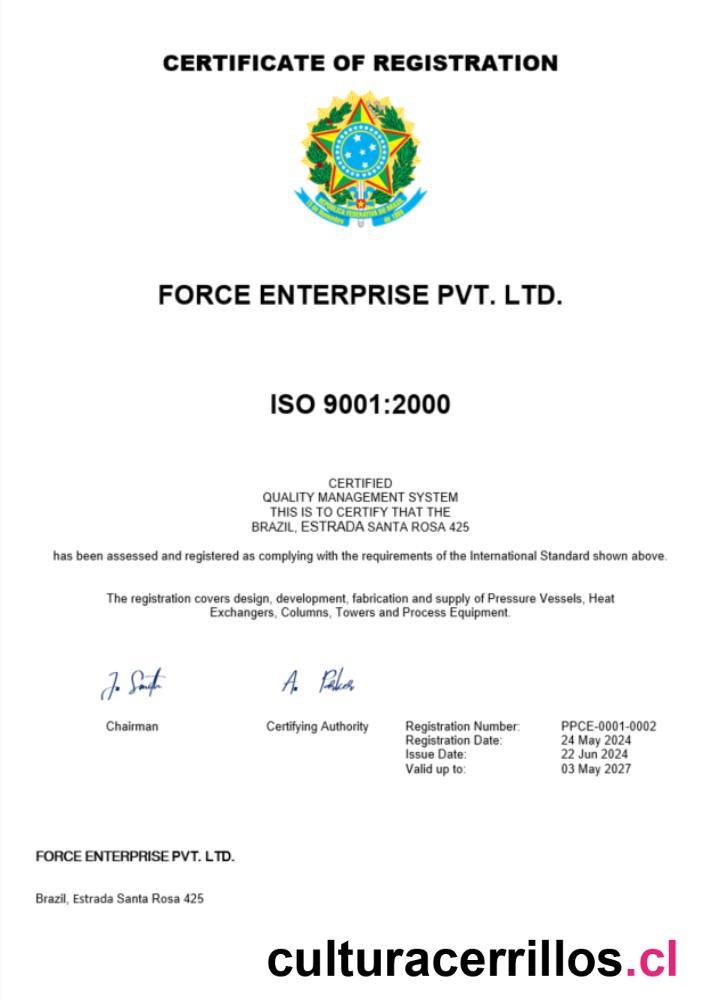 CERTIFICATE OF REGISTRATION
REPÚBLICA FEDERATIVA DO BRASIL
15 de Novembro
de 1889
FORCE ENTERPRISE PVT. LTD.
ISO 9001:2000
CERTIFIED
QUALITY MANAGEMENT SYSTEM
THIS IS TO CERTIFY THAT THE
BRAZIL, ESTRADA SANTA ROSA 425
has been assessed and registered as complying with the requirements of the International Standard shown above.
The registration covers design, development, fabrication and supply of Pressure Vessels, Heat
Exchangers, Columns, Towers and Process Equipment.
J. Smith
A. Parker
Chairman
Certifying Authority
Registration Number: PPCE-0001-0002
Registration Date: 24 May 2024
Issue Date: 22 Jun 2024
Valid up to: 03 May 2027
FORCE ENTERPRISE PVT. LTD.
Brazil, Estrada Santa Rosa 425
culturacerrillos.cl